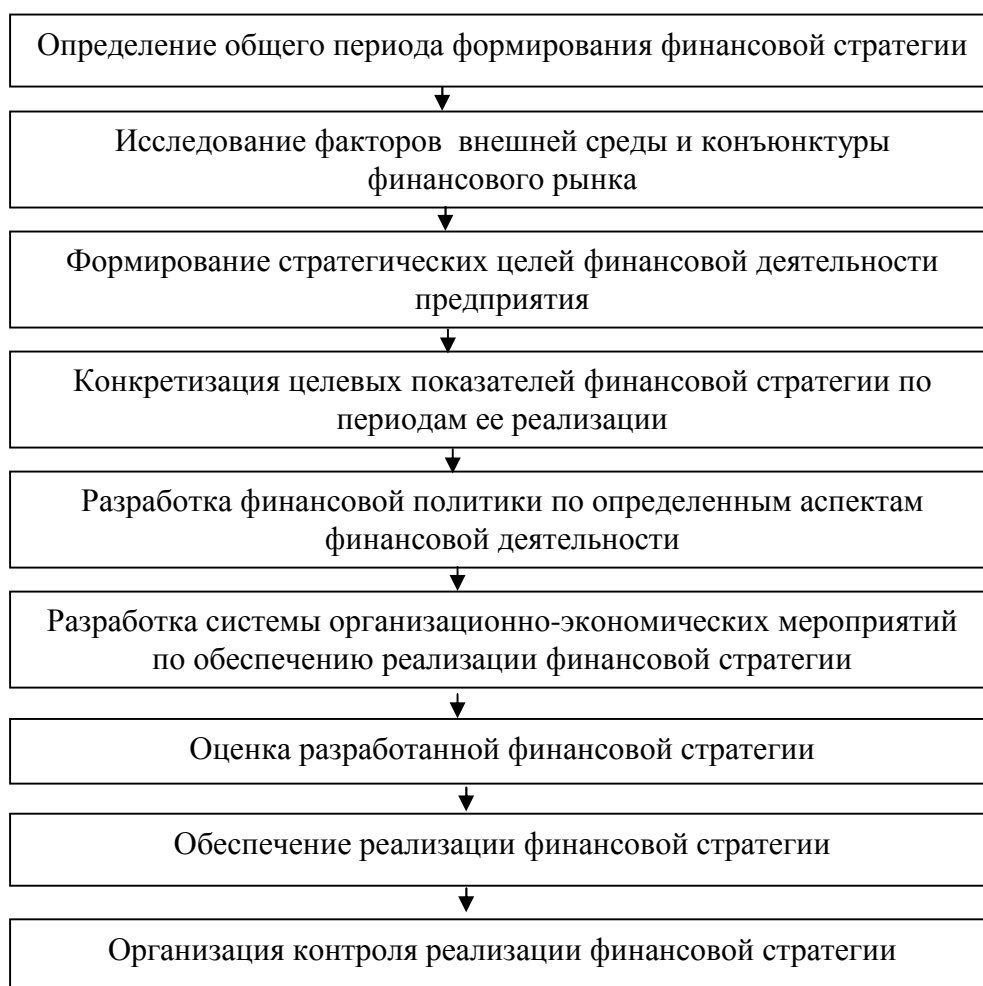 Определение общего периода формирования финансовой стратегии
Исследование факторов внешней среды и конъюнктуры
финансового рынка
Формирование стратегических целей финансовой деятельности
предприятия
Конкретизация целевых показателей финансовой стратегии по
периодам ее реализации
Разработка финансовой политики по определенным аспектам
финансовой деятельности
Разработка системы организационно-экономических мероприятий
по обеспечению реализации финансовой стратегии
Оценка разработанной финансовой стратегии
Обеспечение реализации финансовой стратегии
Организация контроля реализации финансовой стратегии